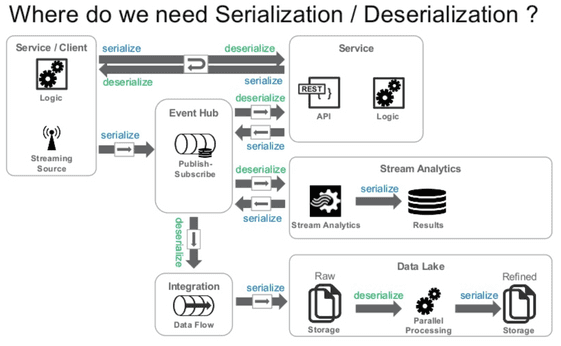 Where do we need Serialization / Deserialization ?
Service / Client
serialize
deserialize
Service
deserialize
serialize
Logic
REST
{ }
API
Logic
Event Hub
deserialize
serialize
Streaming
Source
serialize
Publish-
Subscribe
deserialize
serialize
Stream Analytics
serialize
Stream Analytics
Results
deserialize
Integration
Data Flow
serialize
Data Lake
Raw
Storage
deserialize
Parallel
Processing
serialize
Refined
Storage